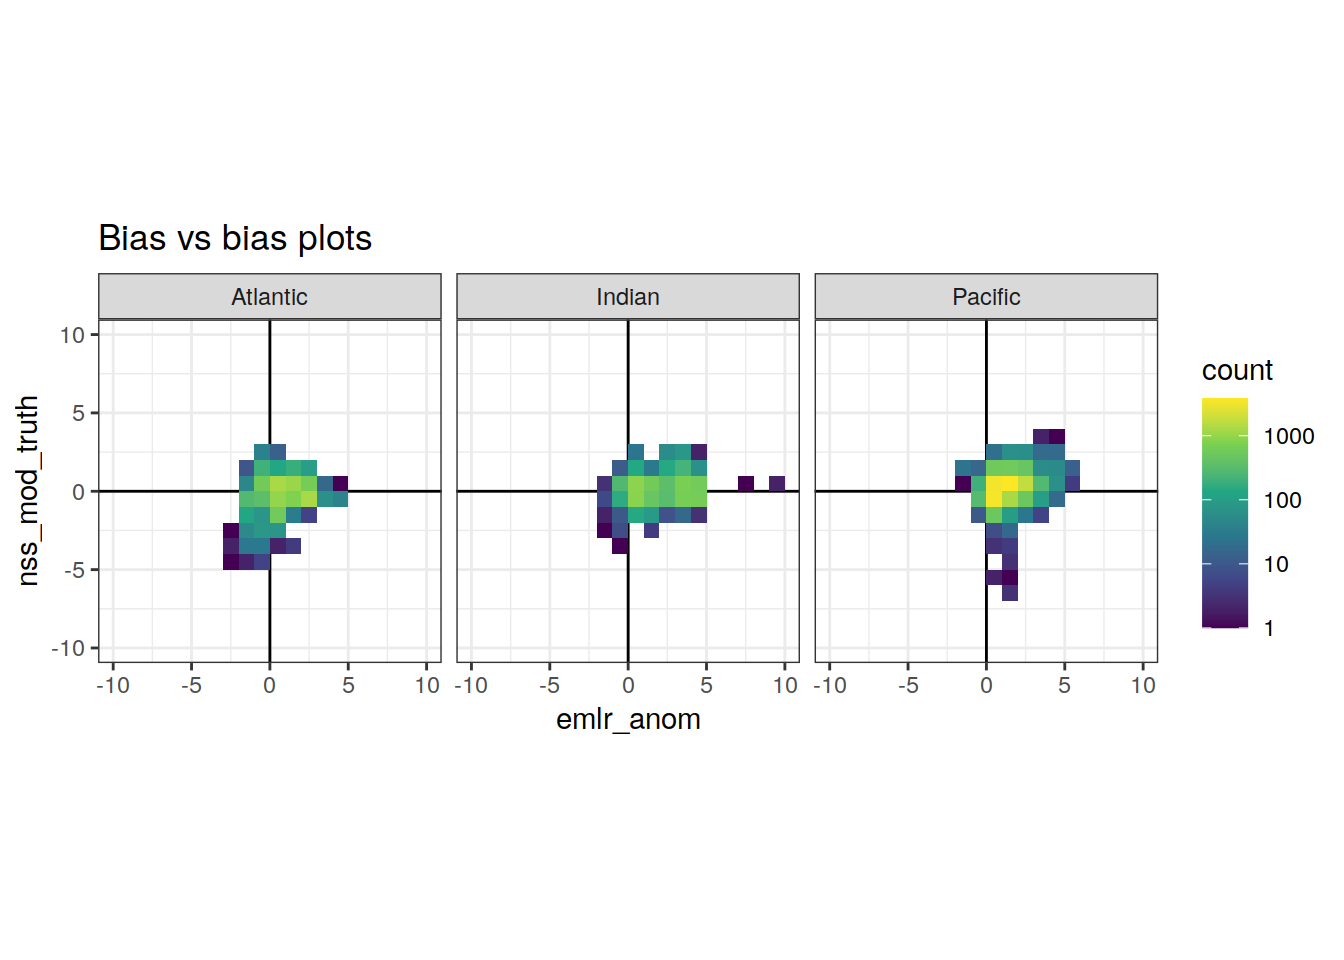 Bias vs bias plots
Atlantic Indian Pacific
nss_mod_truth
10
5
0
-5
-10
-10 -5 0 5 10 -10 -5 0 5 10 -10 -5 0 5 10
emlr_anom
count
1000
100
10
1